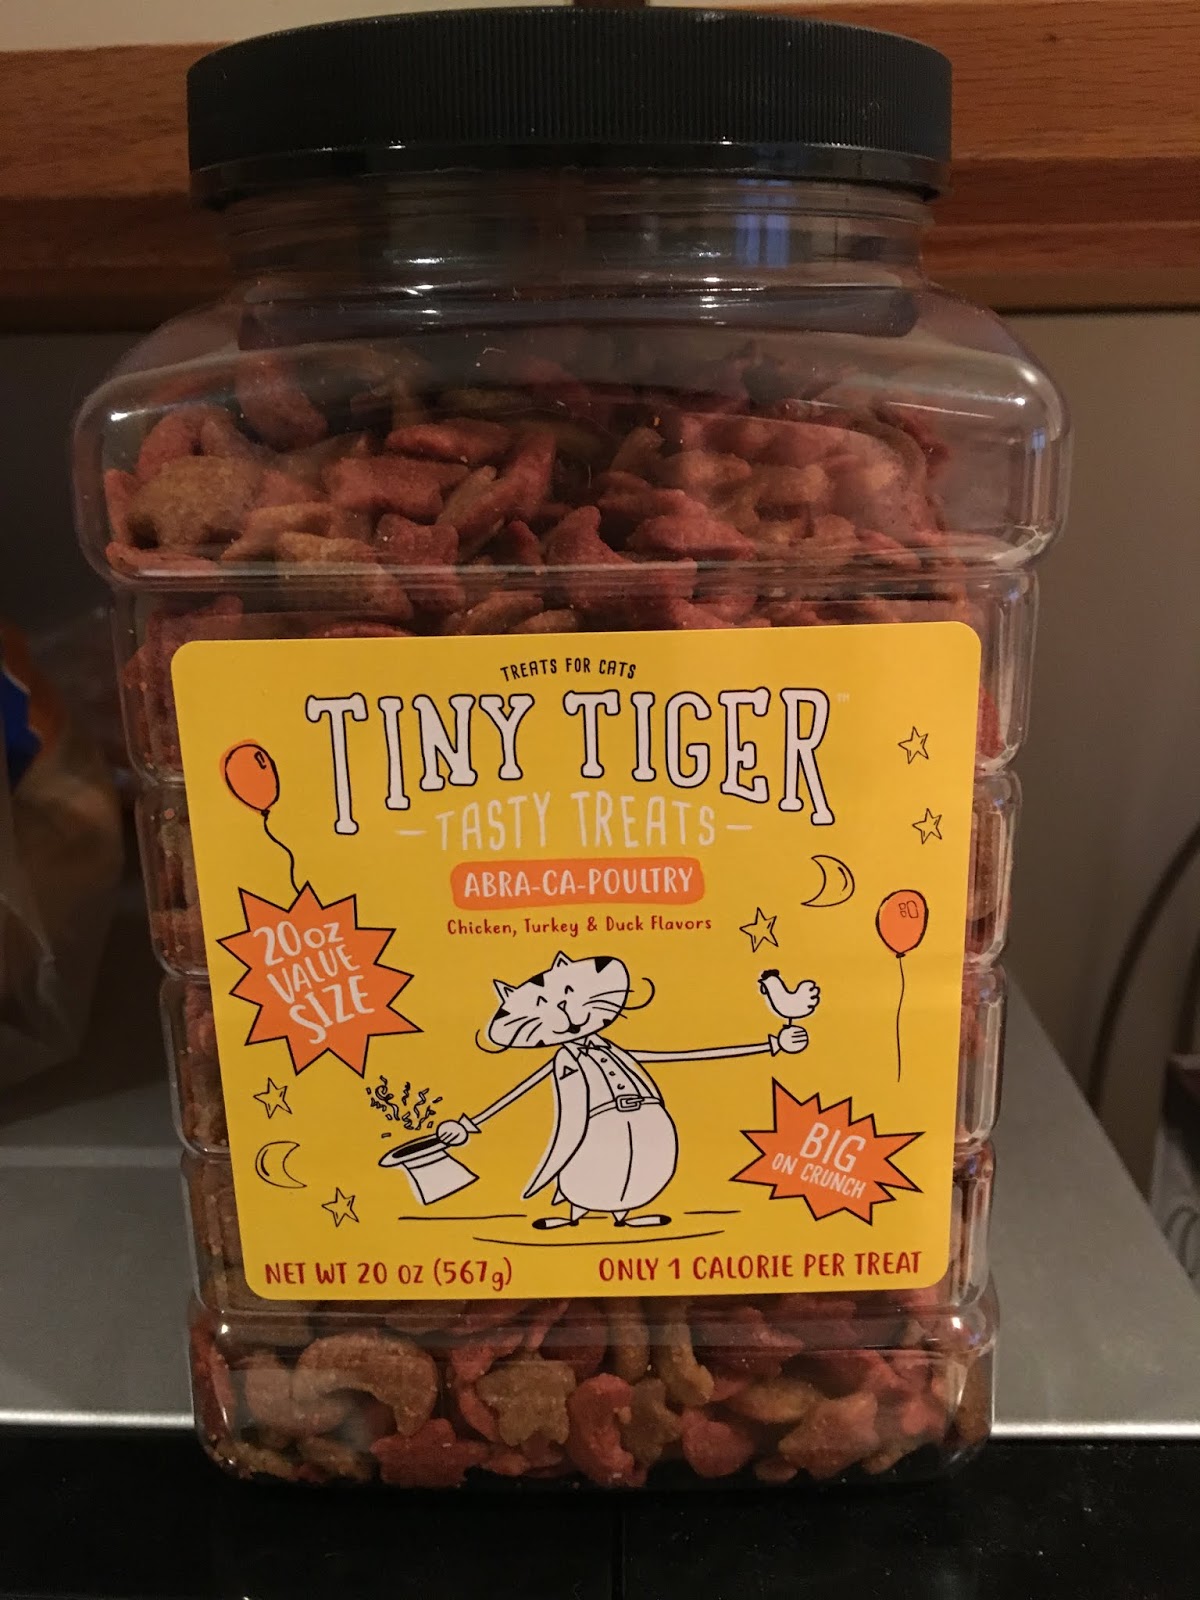 TREATS FOR CATS
TINY TIGER™
-TASTY TREATS-
ABRA-CA-POULTRY
Chicken, Turkey & Duck Flavors
20oz
VALUE
SIZE
BIG
ON CRUNCH
NET WT 20 OZ (567g)
ONLY 1 CALORIE PER TREAT